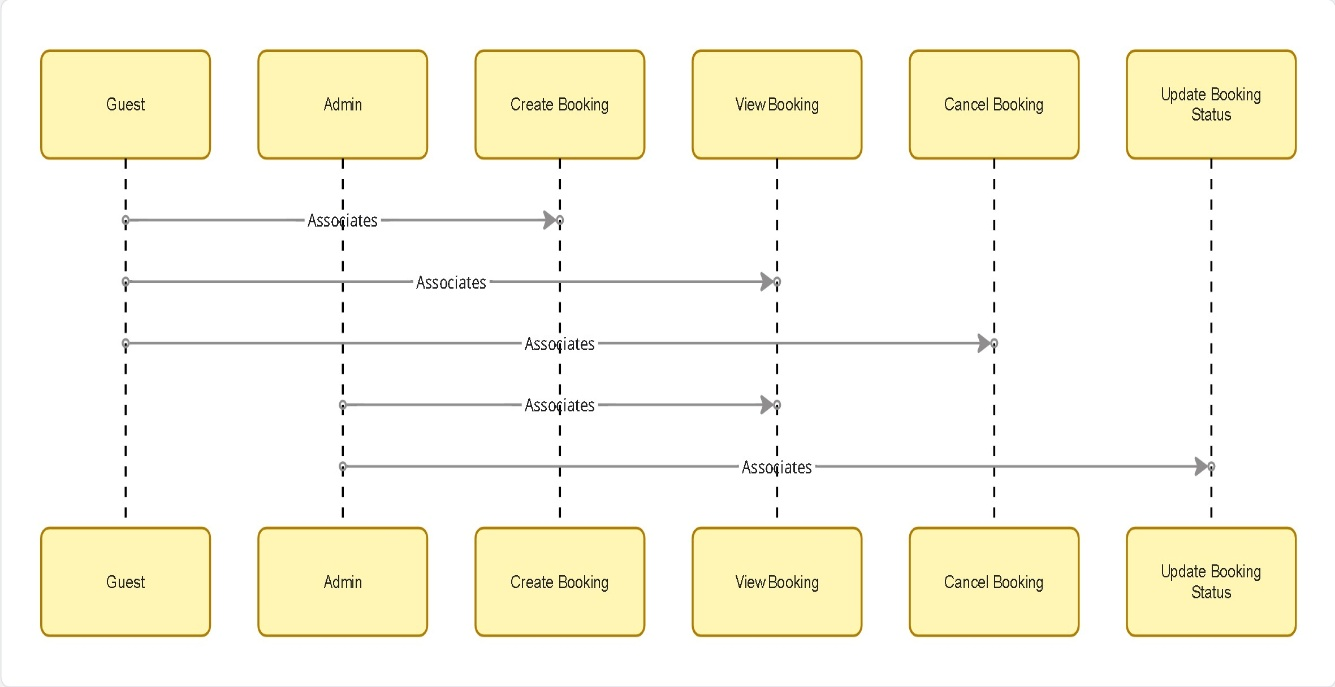 Guest
Admin
Create Booking
View Booking
Cancel Booking
Update Booking
Status
Associates
Associates
Associates
Associates
Associates
Guest
Admin
Create Booking
View Booking
Cancel Booking
Update Booking
Status